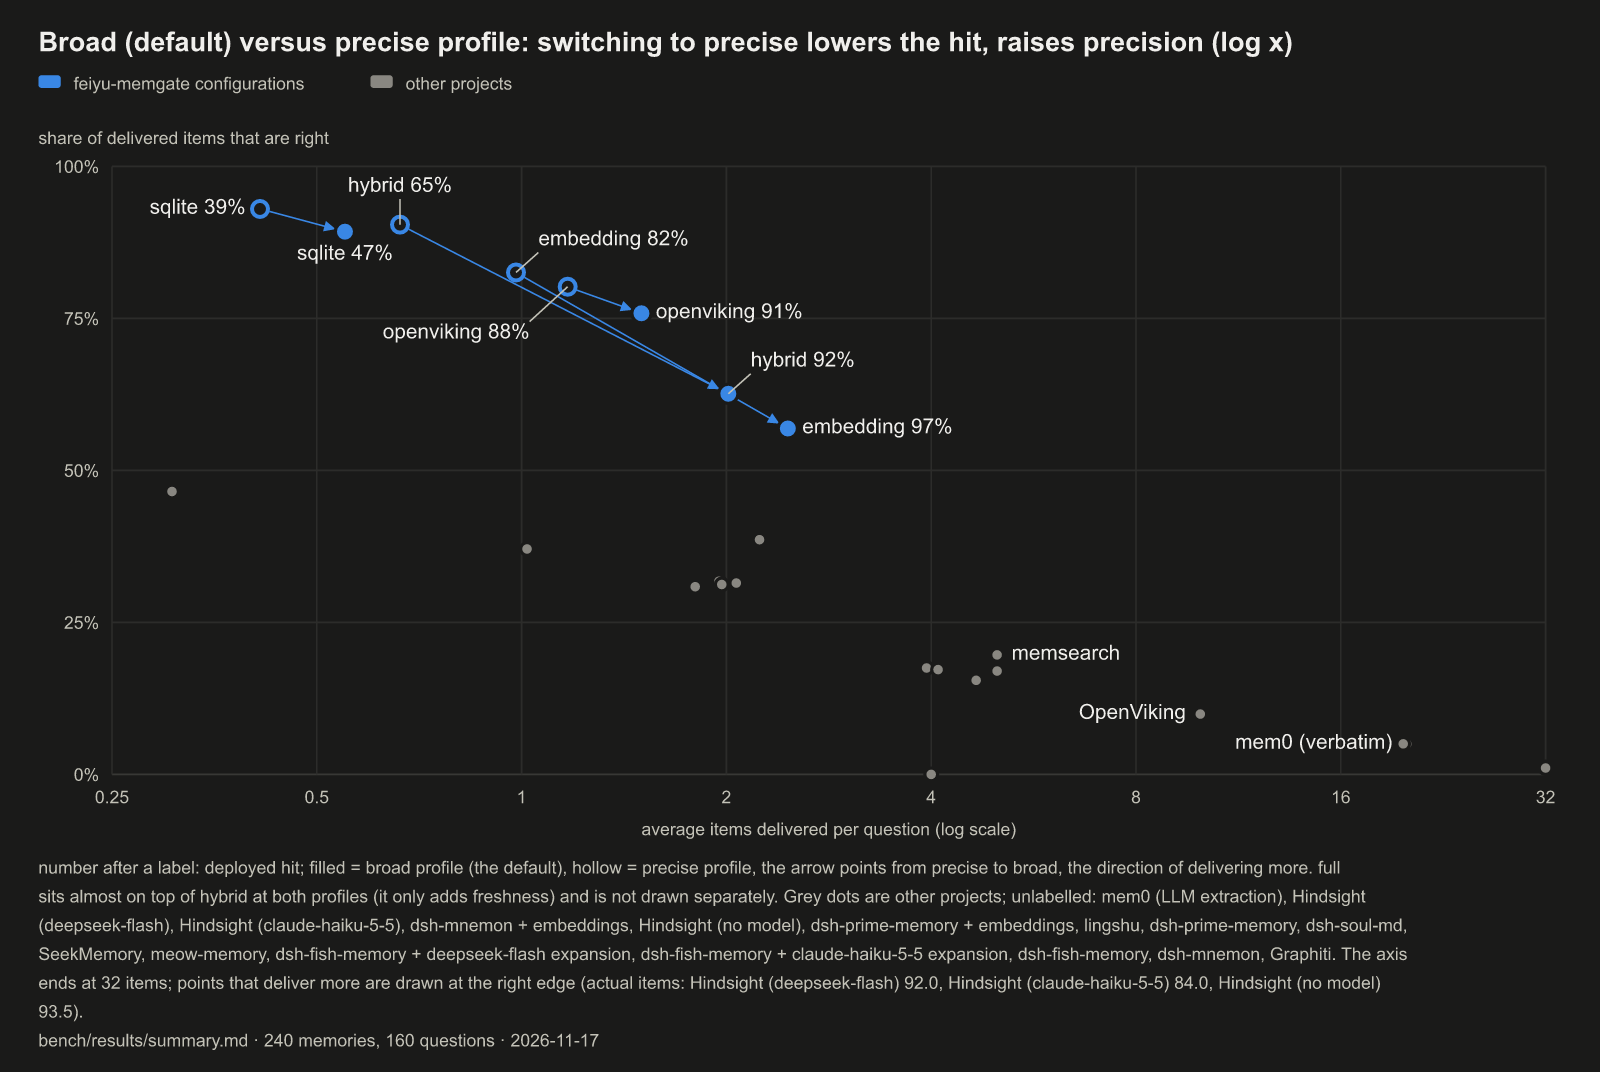 Broad (default) versus precise profile: switching to precise lowers the hit, raises precision (log x)
feiyu-memgate configurations
other projects
share of delivered items that are right
100%
75%
50%
25%
0%
hybrid 65%
sqlite 39%
embedding 82%
sqlite 47%
openviking 91%
openviking 88%
hybrid 92%
embedding 97%
memsearch
OpenViking
mem0 (verbatim)
0.25
0.5
1
2
4
8
16
32
average items delivered per question (log scale)
number after a label: deployed hit; filled = broad profile (the default), hollow = precise profile, the arrow points from precise to broad, the direction of delivering more. full
sits almost on top of hybrid at both profiles (it only adds freshness) and is not drawn separately. Grey dots are other projects; unlabelled: mem0 (LLM extraction), Hindsight
(deepseek-flash), Hindsight (claude-haiku-5-5), dsh-mnemon + embeddings, Hindsight (no model), dsh-prime-memory + embeddings, lingshu, dsh-prime-memory, dsh-soul-md,
SeekMemory, meow-memory, dsh-fish-memory + deepseek-flash expansion, dsh-fish-memory + claude-haiku-5-5 expansion, dsh-fish-memory, dsh-mnemon, Graphiti. The axis
ends at 32 items; points that deliver more are drawn at the right edge (actual items: Hindsight (deepseek-flash) 92.0, Hindsight (claude-haiku-5-5) 84.0, Hindsight (no model)
93.5).
bench/results/summary.md · 240 memories, 160 questions · 2026-11-17